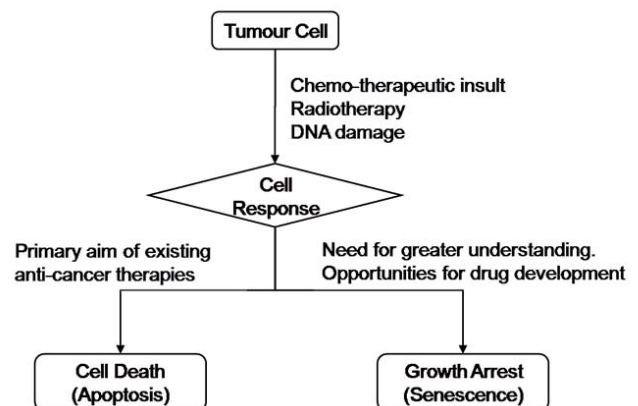 Tumour Cell
Chemo-therapeutic insult
Radiotherapy
DNA damage
Cell
Response
Primary aim of existing
anti-cancer therapies
Need for greater understanding.
Opportunities for drug development
Cell Death
(Apoptosis)
Growth Arrest
(Senescence)